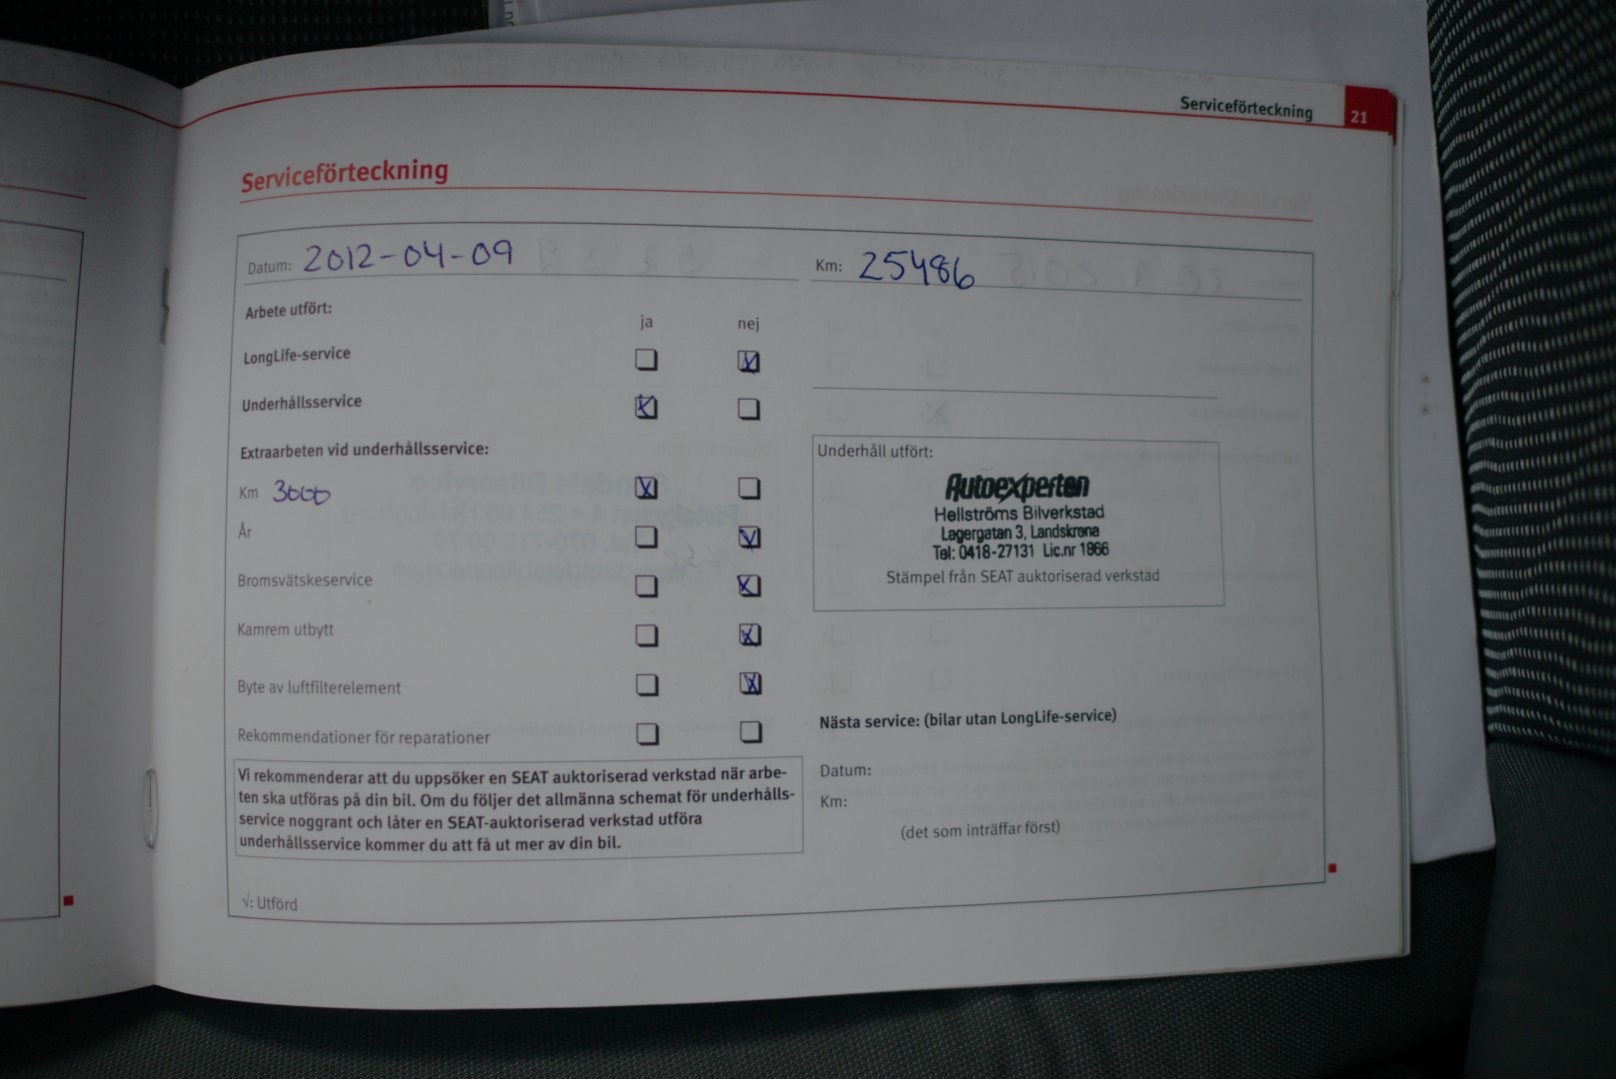 Serviceförteckning 21
Serviceförteckning
Datum: 2012-04-09 Km: 25486
Arbete utfört:
ja nej
LongLife-service
Underhållsservice
Extraarbeten vid underhållsservice:
Km 3000
År
Bromsvätskeservice
Kamrem utbytt
Byte av luftfilterelement
Rekommendationer för reparationer
Vi rekommenderar att du uppsöker en SEAT auktoriserad verkstad när arbe-
ten ska utföras på din bil. Om du följer det allmänna schemat för underhålls-
service noggrant och låter en SEAT-auktoriserad verkstad utföra
underhållsservice kommer du att få ut mer av din bil.
√: Utförd
Underhåll utfört:
Autoexperten
Hellströms Bilverkstad
Lagergatan 3, Landskrona
Tel: 0418-27131 Lic.nr 1866
Stämpel från SEAT auktoriserad verkstad
Nästa service: (bilar utan LongLife-service)
Datum:
Km:
(det som inträffar först)